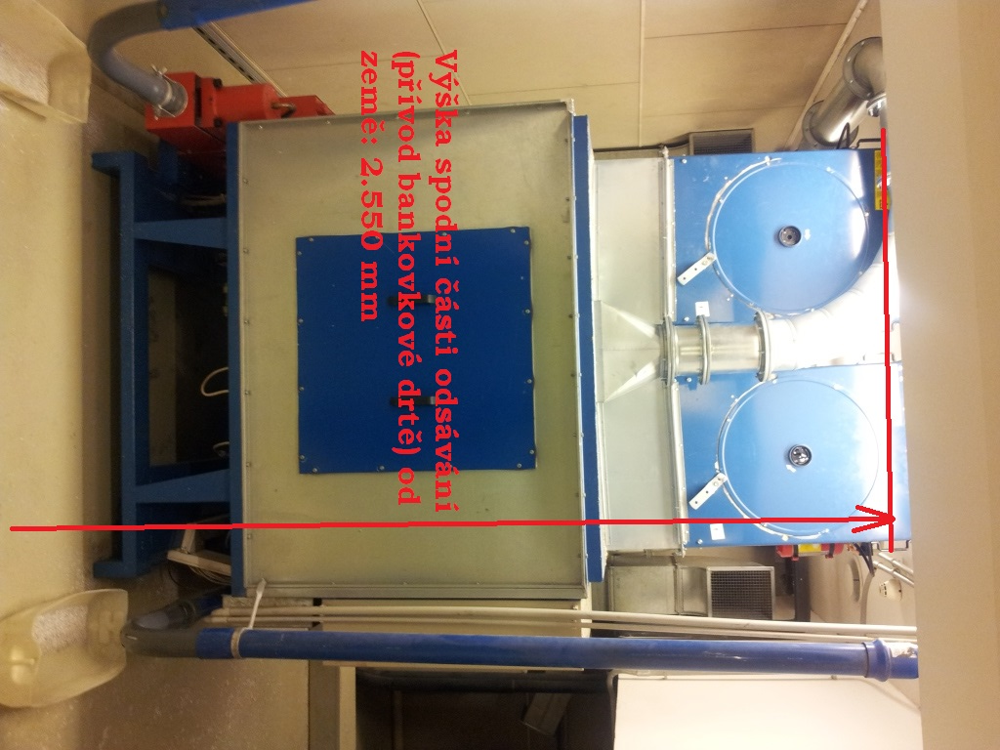 Výška spodní části odsávání
(přívod bankovkové drtě) od
země: 2.550 mm